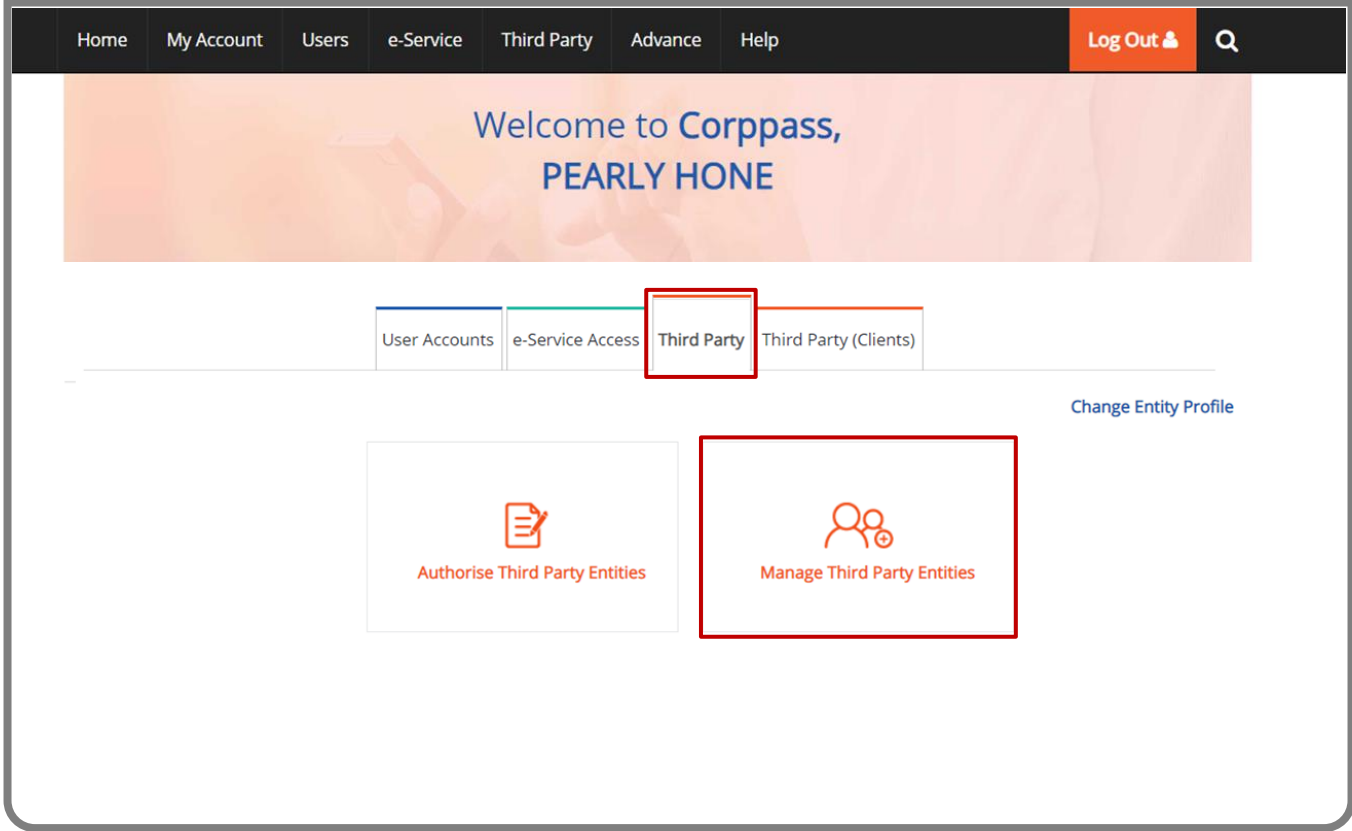 Home My Account Users e-Service Third Party Advance Help Log Out
Welcome to Corppass,
PEARLY HONE
User Accounts e-Service Access Third Party Third Party (Clients)
Change Entity Profile
Authorise Third Party Entities Manage Third Party Entities